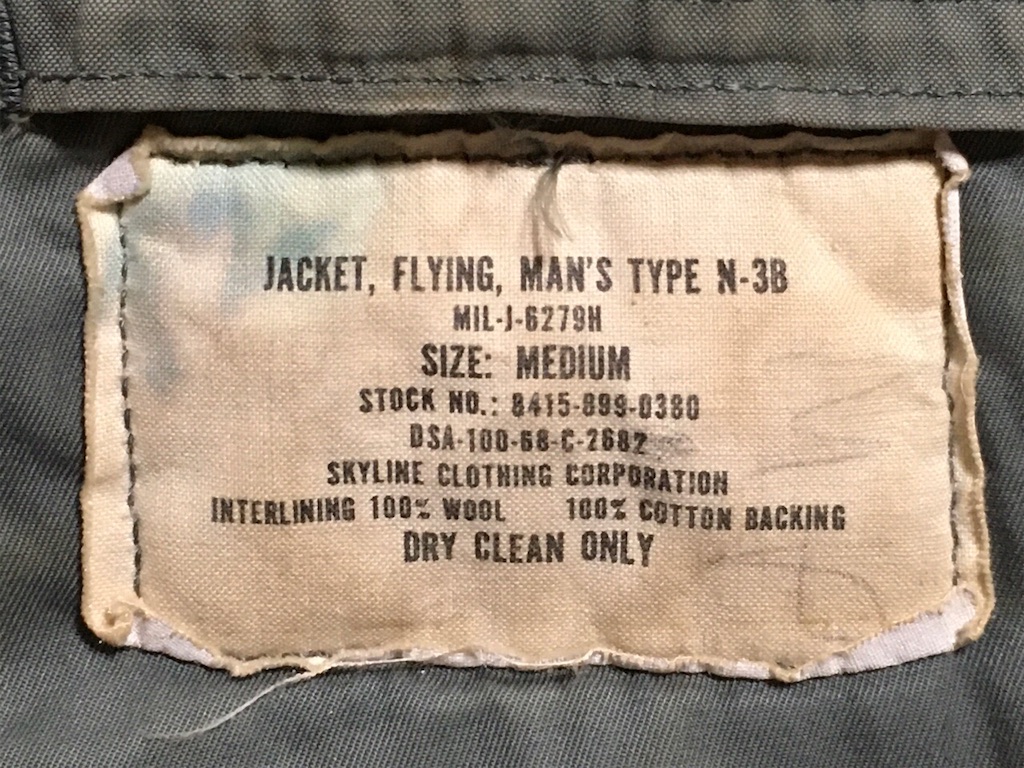 JACKET, FLYING, MAN'S TYPE N-3B
MIL-J-6279H
SIZE: MEDIUM
STOCK NO.: 8415-899-0380
DSA-100-68-C-2682
SKYLINE CLOTHING CORPORATION
INTERLINING 100% WOOL 100% COTTON BACKING
DRY CLEAN ONLY